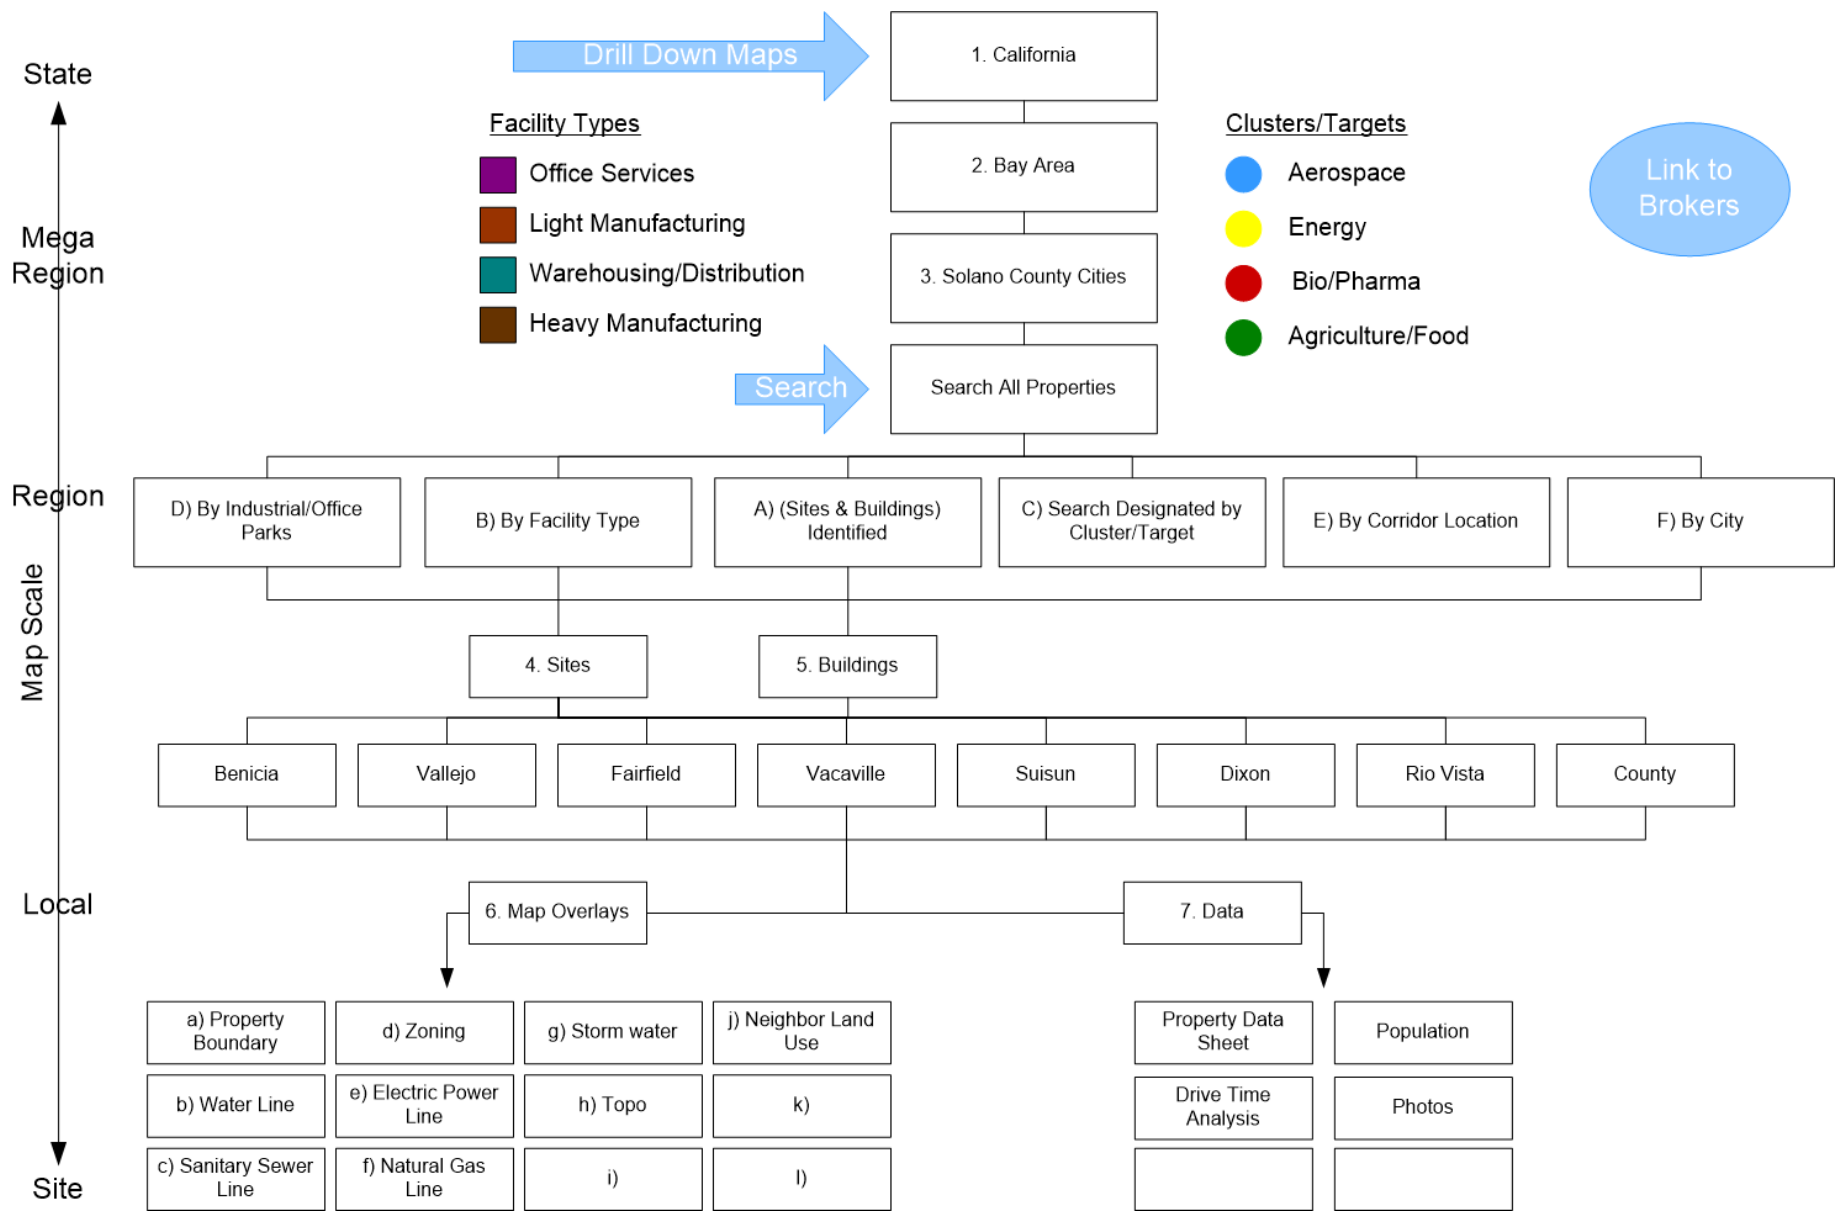 Drill Down Maps
1. California
State
Facility Types
Clusters/Targets
Office Services
2. Bay Area
Aerospace
Link to
Brokers
Light Manufacturing
Energy
Mega
Region
Warehousing/Distribution
3. Solano County Cities
Bio/Pharma
Heavy Manufacturing
Agriculture/Food
Search
Search All Properties
Region
D) By Industrial/Office
Parks
B) By Facility Type
A) (Sites & Buildings)
Identified
C) Search Designated by
Cluster/Target
E) By Corridor Location
F) By City
Map Scale
4. Sites
5. Buildings
Benicia
Vallejo
Fairfield
Vacaville
Suisun
Dixon
Rio Vista
County
Local
6. Map Overlays
7. Data
a) Property
Boundary
d) Zoning
g) Storm water
j) Neighbor Land
Use
Property Data
Sheet
Population
b) Water Line
e) Electric Power
Line
h) Topo
k)
Drive Time
Analysis
Photos
c) Sanitary Sewer
Line
f) Natural Gas
Line
i)
l)
Site